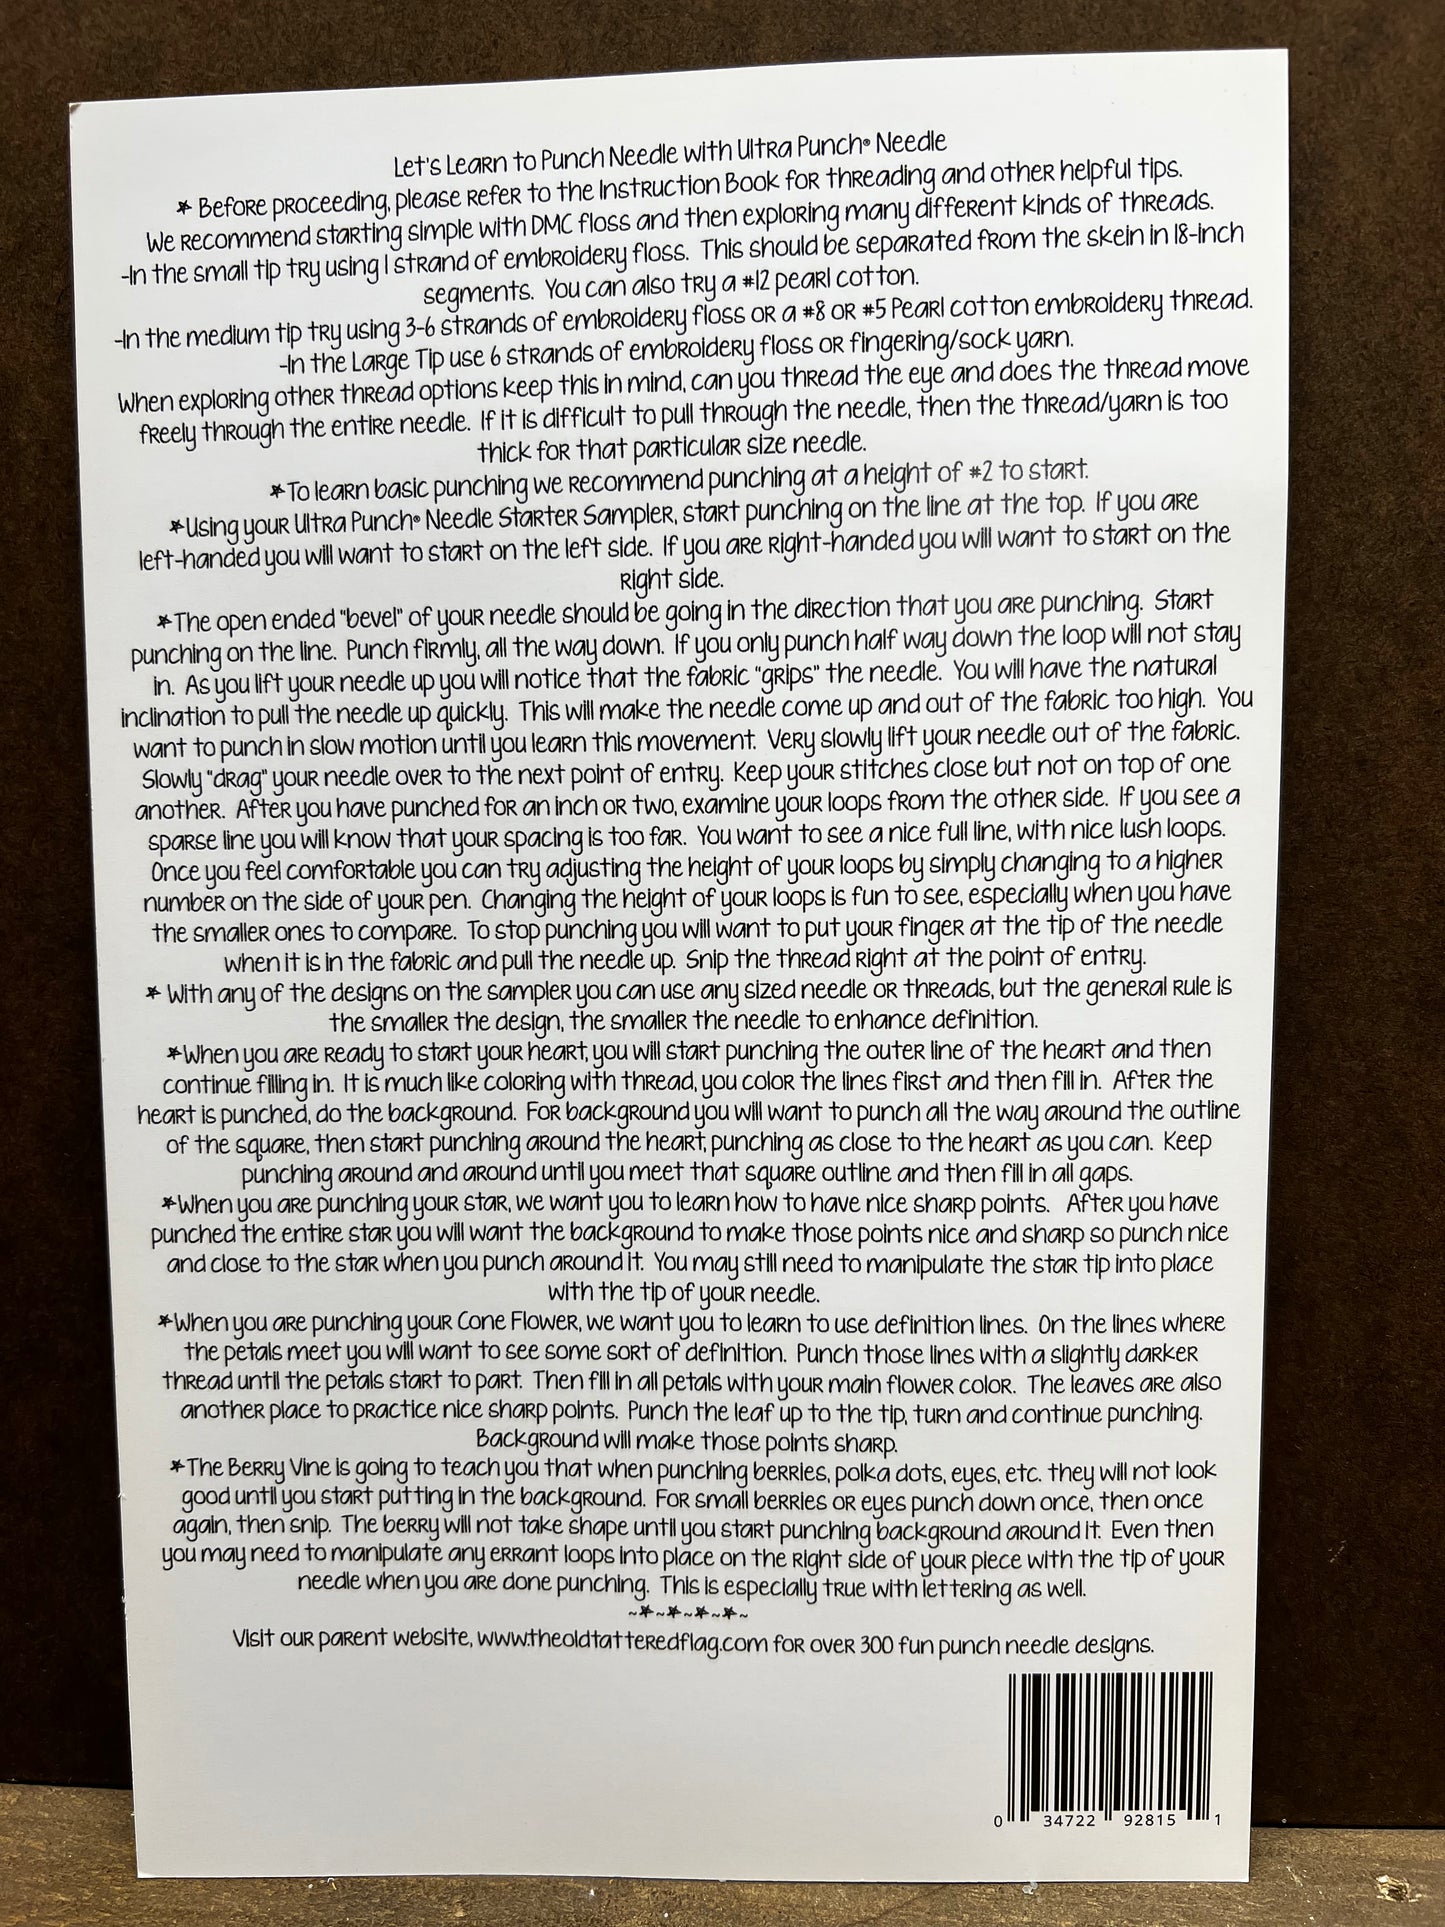 Let's Learn to Punch Needle with Ultra Punch® Needle
* Before proceeding, please refer to the Instruction Book for threading and other helpful tips.
We recommend starting simple with DMC floss and then exploring many different kinds of threads.
-In the small tip try using 1 strand of embroidery floss. This should be separated from the skein in 18-inch
segments. You can also try a #12 pearl cotton.
-In the medium tip try using 3-6 strands of embroidery floss or a #8 or #5 Pearl cotton embroidery thread.
-In the Large Tip use 6 strands of embroidery floss or fingering/sock yarn.
When exploring other thread options keep this in mind, can you thread the eye and does the thread move
freely through the entire needle. If it is difficult to pull through the needle, then the thread/yarn is too
thick for that particular size needle.
*To learn basic punching we recommend punching at a height of #2 to start.
*Using your Ultra Punch® Needle Starter Sampler, start punching on the line at the top. If you are
left-handed you will want to start on the left side. If you are right-handed you will want to start on the
right side.
*The open ended "bevel" of your needle should be going in the direction that you are punching. Start
punching on the line. Punch firmly, all the way down. If you only punch half way down the loop will not stay
in. As you lift your needle up you will notice that the fabric "grips" the needle. You will have the natural
inclination to pull the needle up quickly. This will make the needle come up and out of the fabric too high. You
want to punch in slow motion until you learn this movement. Very slowly lift your needle out of the fabric.
Slowly "drag" your needle over to the next point of entry. Keep your stitches close but not on top of one
another. After you have punched for an inch or two, examine your loops from the other side. If you see a
sparse line you will know that your spacing is too far. You want to see a nice full line, with nice lush loops.
Once you feel comfortable you can try adjusting the height of your loops by simply changing to a higher
number on the side of your pen. Changing the height of your loops is fun to see, especially when you have
the smaller ones to compare. To stop punching you will want to put your finger at the tip of the needle
when it is in the fabric and pull the needle up. Snip the thread right at the point of entry.
* With any of the designs on the sampler you can use any sized needle or threads, but the general rule is
the smaller the design, the smaller the needle to enhance definition.
*When you are ready to start your heart, you will start punching the outer line of the heart and then
continue filling in. It is much like coloring with thread, you color the lines first and then fill in. After the
heart is punched, do the background. For background you will want to punch all the way around the outline
of the square, then start punching around the heart, punching as close to the heart as you can. Keep
punching around and around until you meet that square outline and then fill in all gaps.
*When you are punching your star, we want you to learn how to have nice sharp points. After you have
punched the entire star you will want the background to make those points nice and sharp so punch nice
and close to the star when you punch around it. You may still need to manipulate the star tip into place
with the tip of your needle.
*When you are punching your Cone Flower, we want you to learn to use definition lines. On the lines where
the petals meet you will want to see some sort of definition. Punch those lines with a slightly darker
thread until the petals start to part. Then fill in all petals with your main flower color. The leaves are also
another place to practice nice sharp points. Punch the leaf up to the tip, turn and continue punching.
Background will make those points sharp.
*The Berry Vine is going to teach you that when punching berries, polka dots, eyes, etc. they will not look
good until you start putting in the background. For small berries or eyes punch down once, then once
again, then snip. The berry will not take shape until you start punching background around it. Even then
you may need to manipulate any errant loops into place on the right side of your piece with the tip of your
needle when you are done punching. This is especially true with lettering as well.
~*~*~*~*~
Visit our parent website, www.theoldtatteredflag.com for over 300 fun punch needle designs.
0 34722 92815 1